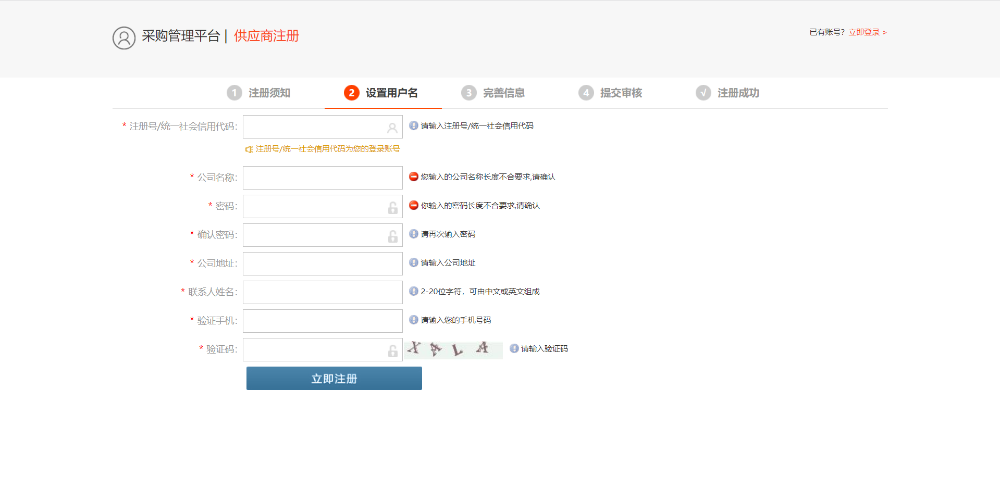 采购管理平台 | 供应商注册
已有账号? 立即登录 >
1 注册须知 2 设置用户名 3 完善信息 4 提交审核 √ 注册成功
* 注册号/统一社会信用代码: 请输入注册号/统一社会信用代码
注册号/统一社会信用代码为您的登录账号
* 公司名称: 您输入的公司名称长度不合要求,请确认
* 密码: 你输入的密码长度不合要求,请确认
* 确认密码: 请再次输入密码
* 公司地址: 请输入公司地址
* 联系人姓名: 2-20位字符，可由中文或英文组成
* 验证手机: 请输入您的手机号码
* 验证码: XALA 请输入验证码
立即注册